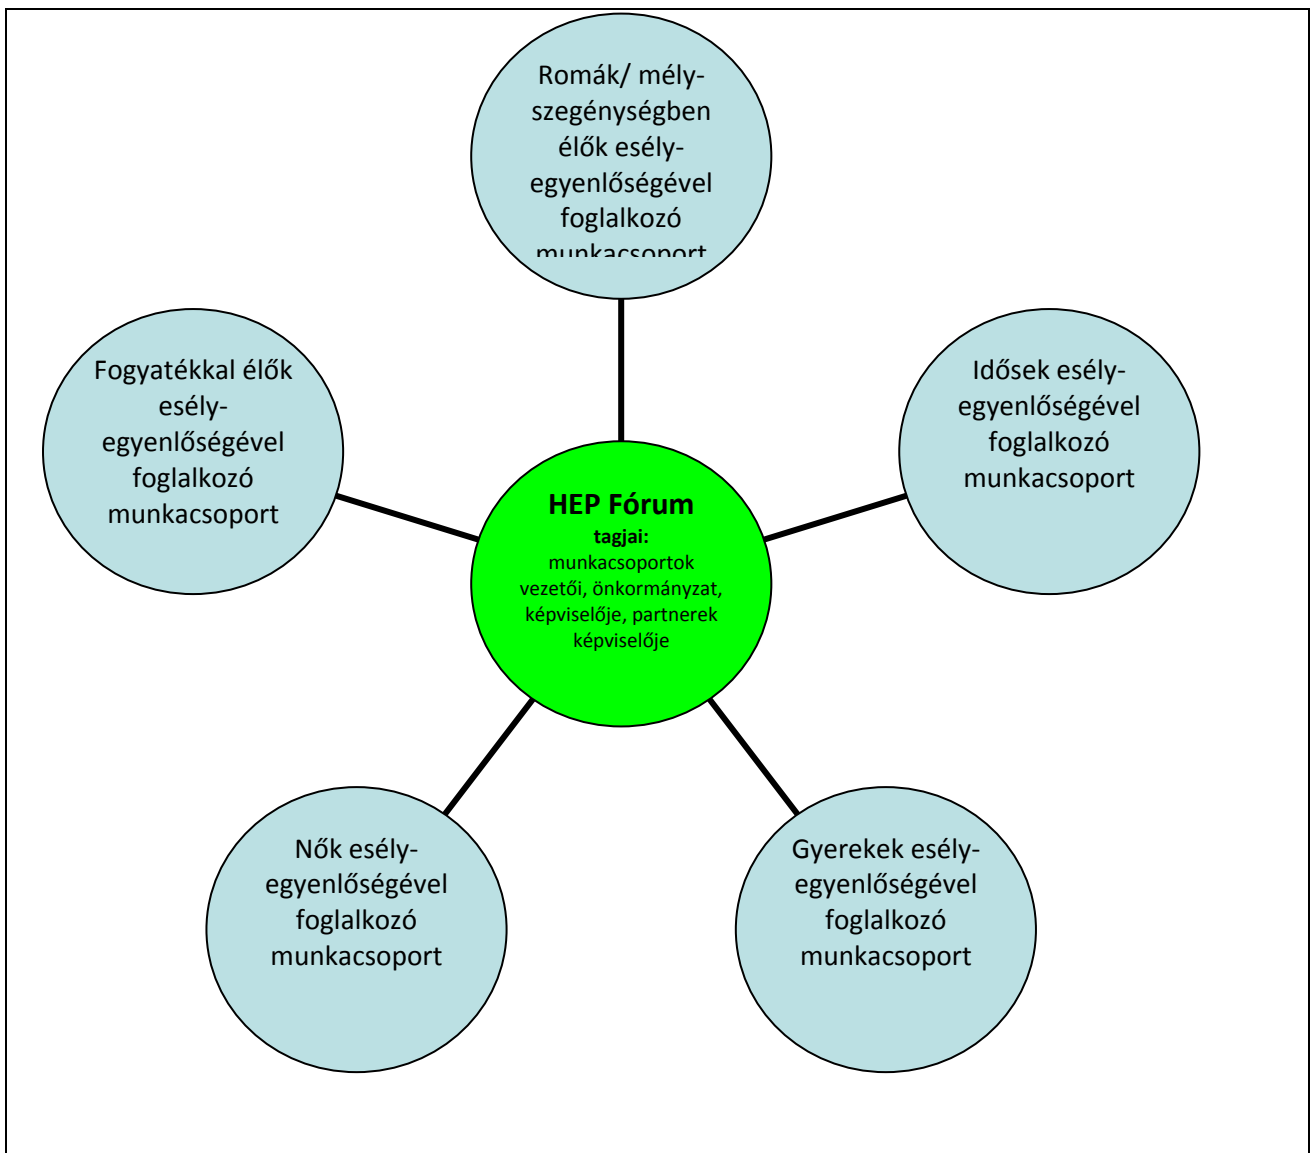 Romák/ mély-
szegénységben
élők esély-
egyenlőségével
foglalkozó
munkacsoport
Fogyatékkal élők
esély-
egyenlőségével
foglalkozó
munkacsoport
Idősek esély-
egyenlőségével
foglalkozó
munkacsoport
HEP Fórum
tagjai:
munkacsoportok
vezetői, önkormányzat,
képviselője, partnerek
képviselője
Nők esély-
egyenlőségével
foglalkozó
munkacsoport
Gyerekek esély-
egyenlőségével
foglalkozó
munkacsoport